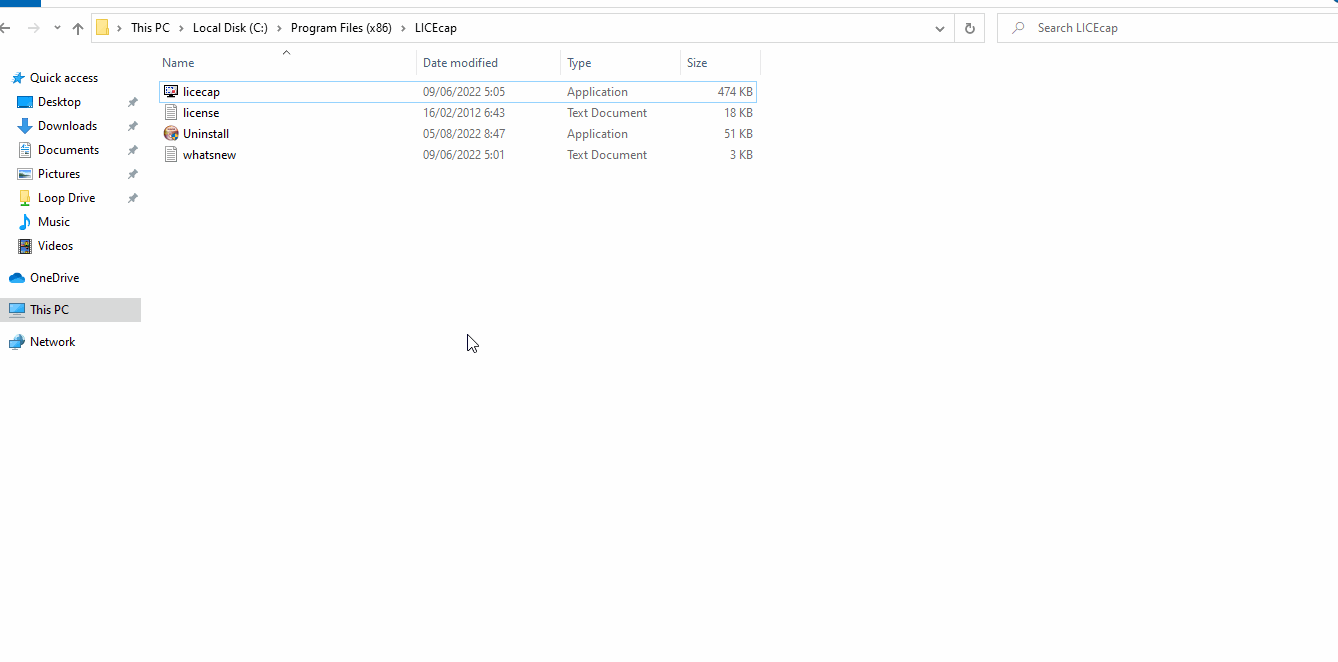 This PC > Local Disk (C:) > Program Files (x86) > LICEcap
Search LICEcap
Name Date modified Type Size
Quick access
Desktop
Downloads
Documents
Pictures
Loop Drive
Music
Videos
OneDrive
This PC
Network
licecap 09/06/2022 5:05 Application 474 KB
license 16/02/2012 6:43 Text Document 18 KB
Uninstall 05/08/2022 8:47 Application 51 KB
whatsnew 09/06/2022 5:01 Text Document 3 KB